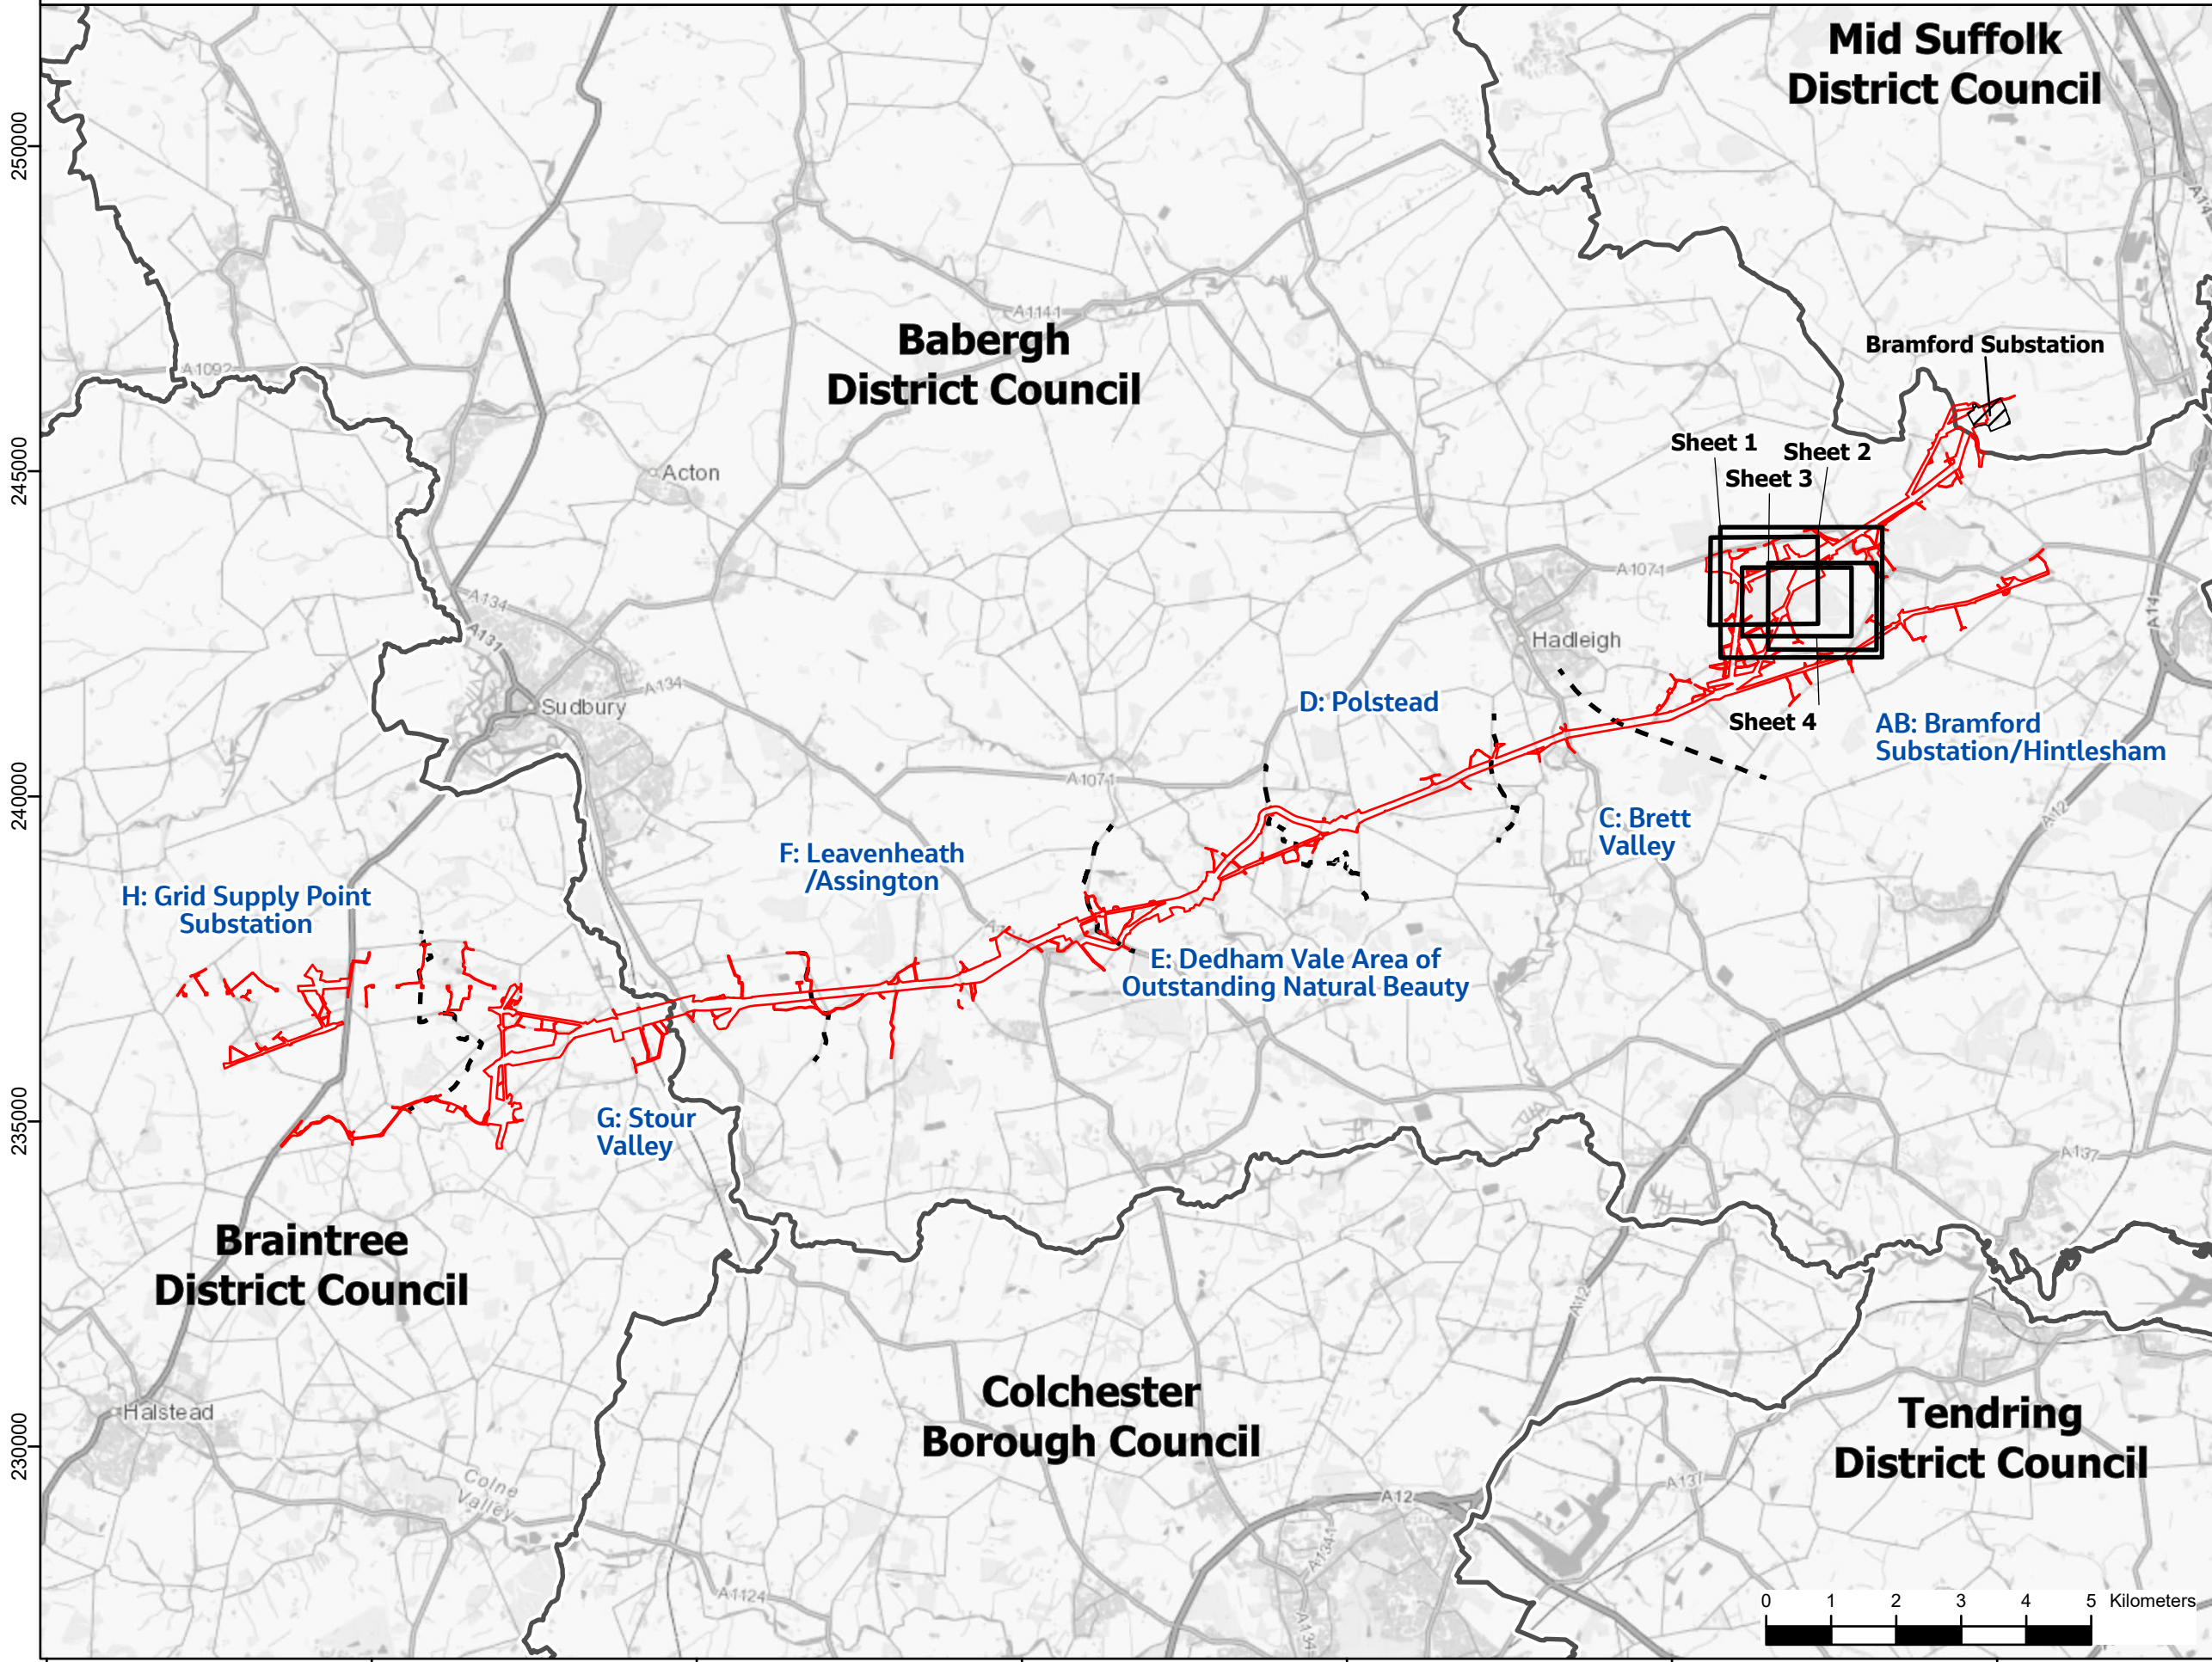 Mid Suffolk
District Council
250000
A14
A1141
Babergh
District Council
Bramford Substation
A1092
Sheet 1
Sheet 2
Sheet 3
245000
Acton
A1071
A134
A131
A14
Hadleigh
Sudbury
A134
D: Polstead
Sheet 4
AB: Bramford
Substation/Hintlesham
A1071
240000
A12
C: Brett
Valley
F: Leavenheath
/Assington
H: Grid Supply Point
Substation
E: Dedham Vale Area of
Outstanding Natural Beauty
235000
G: Stour
Valley
A137
Braintree
District Council
A12
Colchester
Borough Council
Halstead
Tendring
District Council
230000
Colne
Valley
A137
A12
A134
A1124
A134
0 1 2 3 4 5 Kilometers